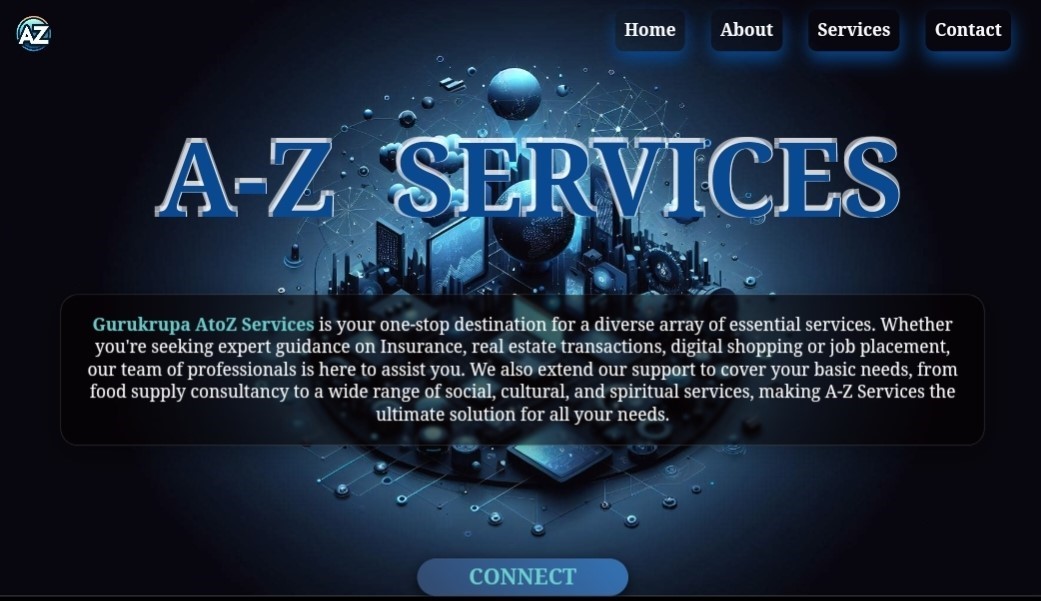 AZ
Home About Services Contact
A-Z SERVICES
Gurukrupa AtoZ Services is your one-stop destination for a diverse array of essential services. Whether
you're seeking expert guidance on Insurance, real estate transactions, digital shopping or job placement,
our team of professionals is here to assist you. We also extend our support to cover your basic needs, from
food supply consultancy to a wide range of social, cultural, and spiritual services, making A-Z Services the
ultimate solution for all your needs.
CONNECT